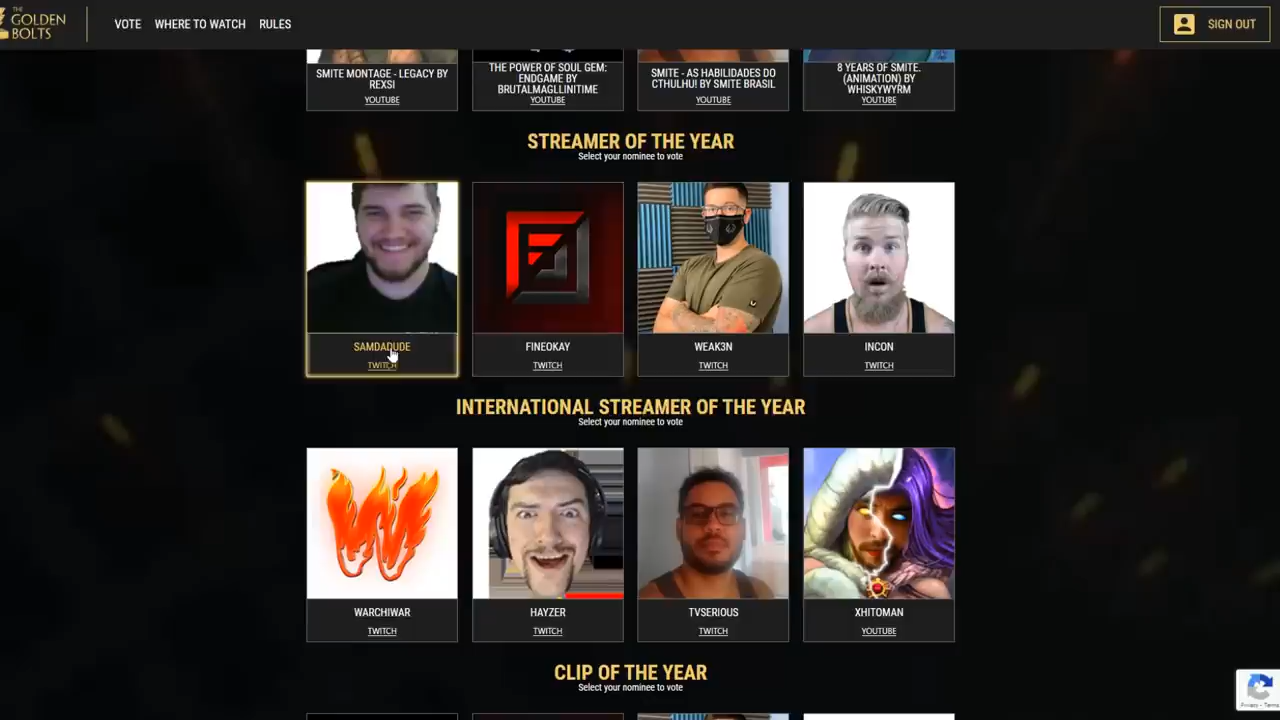 THE
GOLDEN
BOLTS
VOTE
WHERE TO WATCH
RULES
SIGN OUT
SMITE MONTAGE - LEGACY BY
REXSI
YOUTUBE
THE POWER OF SOUL GEM:
ENDGAME BY
BRUTALMAGLLINITIME
YOUTUBE
SMITE - AS HABILIDADES DO
CTHULHU! BY SMITE BRASIL
YOUTUBE
8 YEARS OF SMITE.
(ANIMATION) BY
WHISKYWYRM
YOUTUBE
STREAMER OF THE YEAR
Select your nominee to vote
SAMDADUDE
TWITCH
FINEOKAY
TWITCH
WEAK3N
TWITCH
INCON
TWITCH
INTERNATIONAL STREAMER OF THE YEAR
Select your nominee to vote
WARCHIWAR
TWITCH
HAYZER
TWITCH
TVSERIOUS
TWITCH
XHITOMAN
YOUTUBE
CLIP OF THE YEAR
Select your nominee to vote
Privacy - Terms